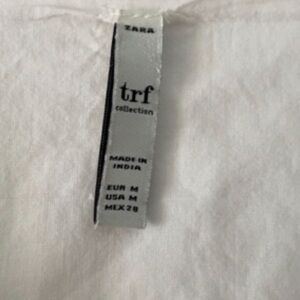 ZARA
trf
collection
MADE IN
INDIA
EUR M
USA M
MEX 28